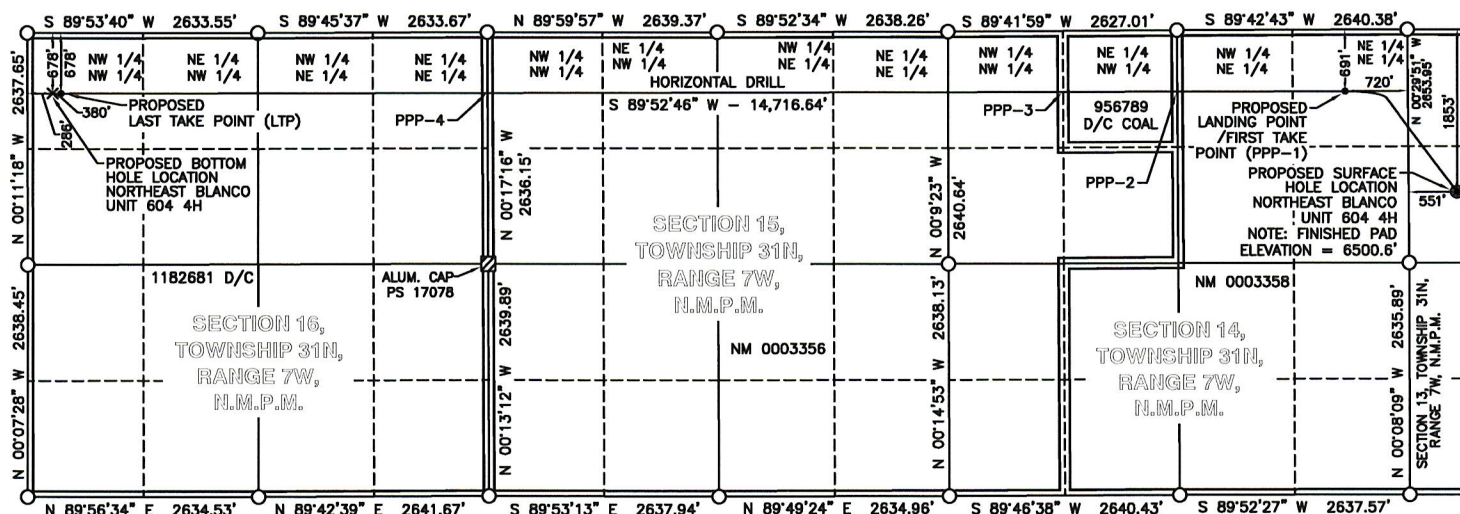 S 89°53'40" W 2633.55'
S 89°45'37" W 2633.67'
N 89°59'57" W 2639.37'
S 89°52'34" W 2638.26'
S 89°41'59" W 2627.01'
S 89°42'43" W 2640.38'
NW 1/4
NW 1/4
NE 1/4
NW 1/4
NW 1/4
NE 1/4
NE 1/4
NE 1/4
NW 1/4
NW 1/4
NE 1/4
NW 1/4
NW 1/4
NE 1/4
NE 1/4
NE 1/4
NW 1/4
NW 1/4
NE 1/4
NW 1/4
NW 1/4
NE 1/4
NE 1/4
NE 1/4
678'
678'
N 00°11'18" W 2637.65'
286'
380'
PROPOSED
LAST TAKE POINT (LTP)
PROPOSED BOTTOM
HOLE LOCATION
NORTHEAST BLANCO
UNIT 604 4H
PPP-4
HORIZONTAL DRILL
S 89°52'46" W - 14,716.64'
PPP-3
956789
D/C COAL
PPP-2
PROPOSED
LANDING POINT
/FIRST TAKE
POINT (PPP-1)
691'
720'
N 00°29'51" W
2653.95'
1853'
PROPOSED SURFACE
HOLE LOCATION
NORTHEAST BLANCO
UNIT 604 4H
NOTE: FINISHED PAD
ELEVATION = 6500.6'
551'
N 00°17'16" W
2636.15'
N 00°9'23" W
2640.64'
SECTION 15,
TOWNSHIP 31N,
RANGE 7W,
N.M.P.M.
1182681 D/C
ALUM. CAP
PS 17078
NM 0003358
SECTION 16,
TOWNSHIP 31N,
RANGE 7W,
N.M.P.M.
NM 0003356
SECTION 14,
TOWNSHIP 31N,
RANGE 7W,
N.M.P.M.
N 00°07'28" W 2638.45'
N 00°13'12" W 2639.89'
N 00°14'53" W 2638.13'
N 00°08'09" W 2635.89'
SECTION 13, TOWNSHIP 31N,
RANGE 7W, N.M.P.M.
N 89°56'34" E 2634.53'
N 89°42'39" E 2641.67'
S 89°53'13" E 2637.94'
N 89°49'24" E 2634.96'
S 89°46'38" W 2640.43'
S 89°52'27" W 2637.57'